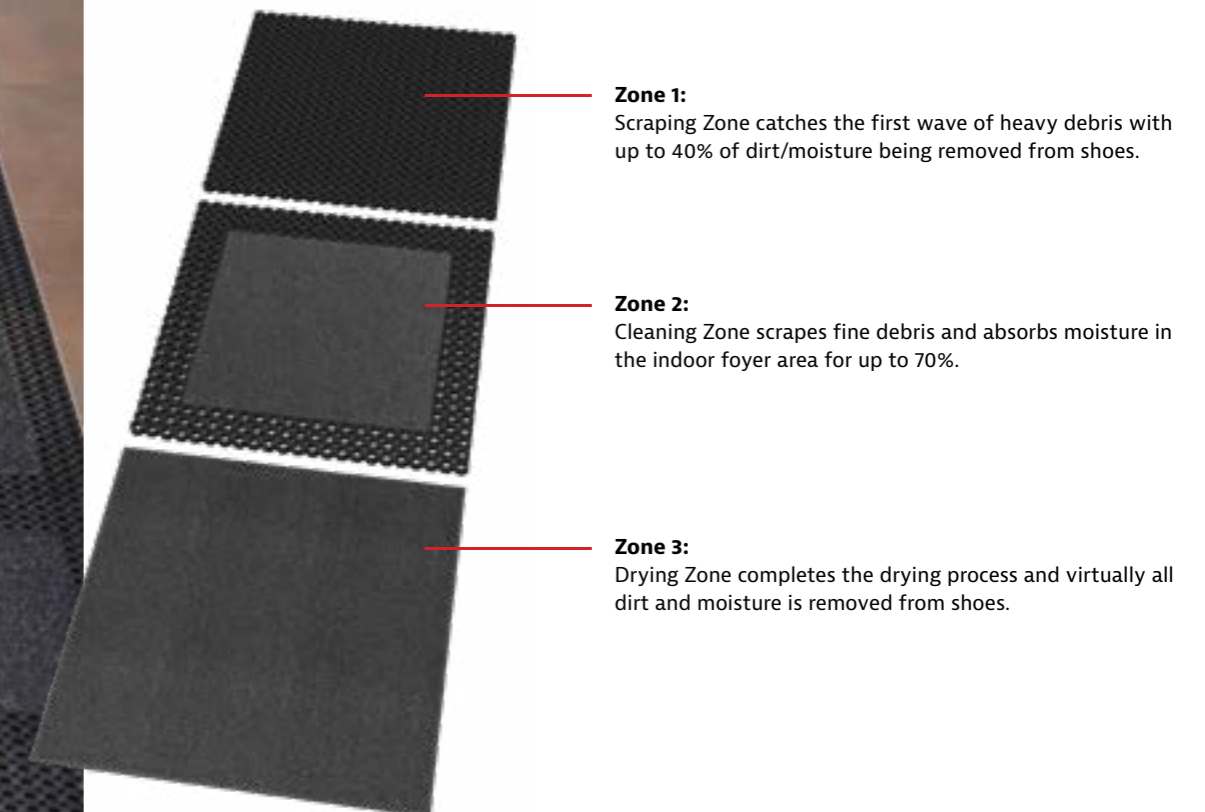 Zone 1:
Scraping Zone catches the first wave of heavy debris with
up to 40% of dirt/moisture being removed from shoes.
Zone 2:
Cleaning Zone scrapes fine debris and absorbs moisture in
the indoor foyer area for up to 70%.
Zone 3:
Drying Zone completes the drying process and virtually all
dirt and moisture is removed from shoes.